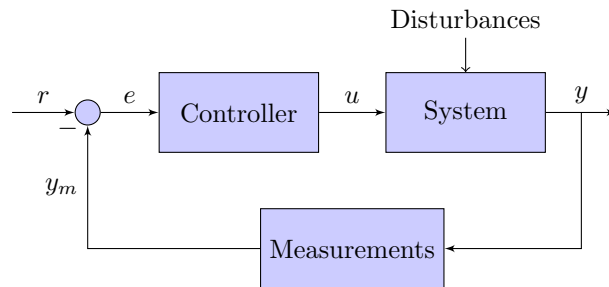 Disturbances
r
e
Controller
u
System
y
−
y_m
Measurements